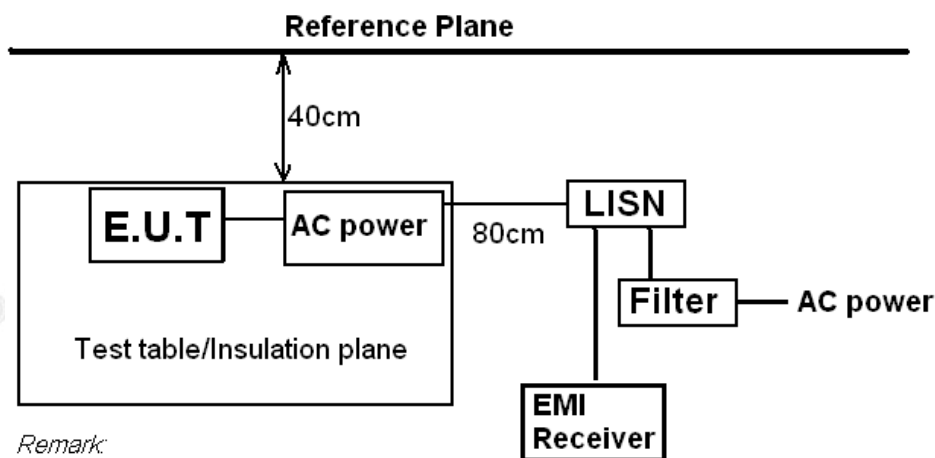 Reference Plane
40cm
E.U.T
AC power
80cm
LISN
Filter
AC power
Test table/Insulation plane
EMI
Receiver
Remark: